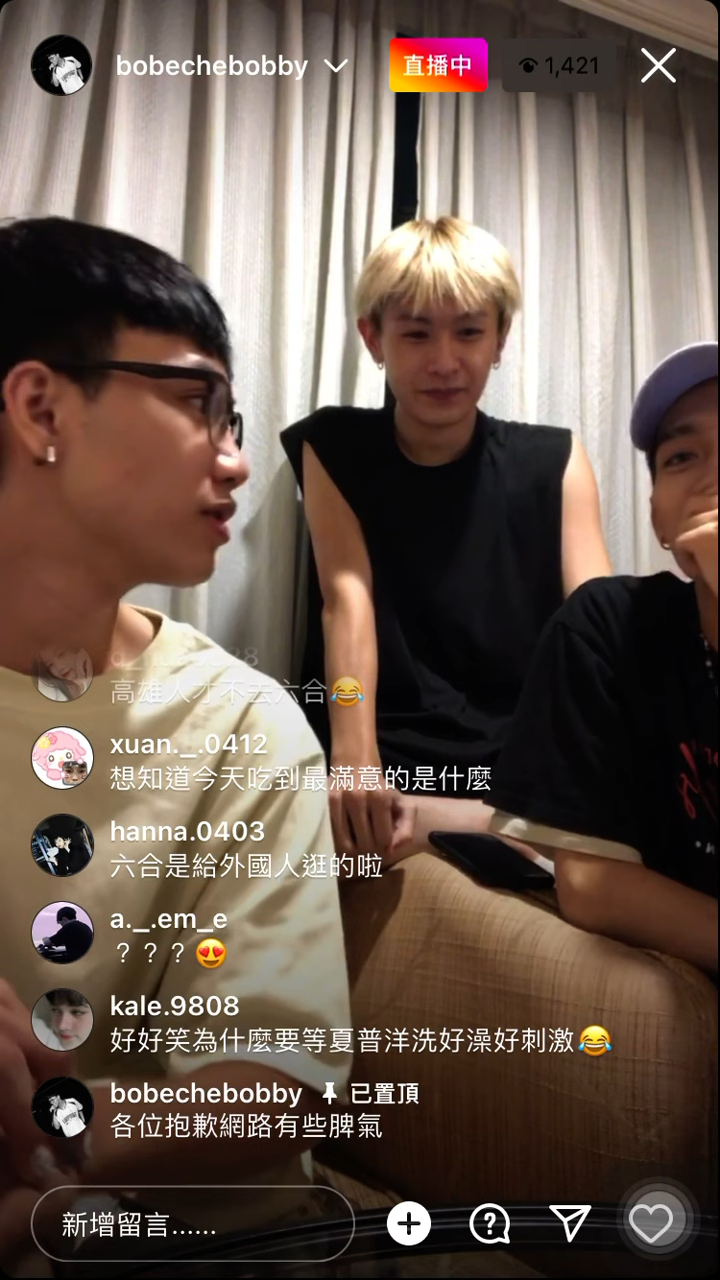 bobechebobby
直播中
1,421
高雄人才不去六合😂
xuan._.0412
想知道今天吃到最滿意的是什麼
hanna.0403
六合是給外國人逛的啦
a._.em_e
？？？😍
kale.9808
好好笑為什麼要等夏普洋洗好澡好刺激😂
bobechebobby 已置頂
各位抱歉網路有些脾氣
新增留言......